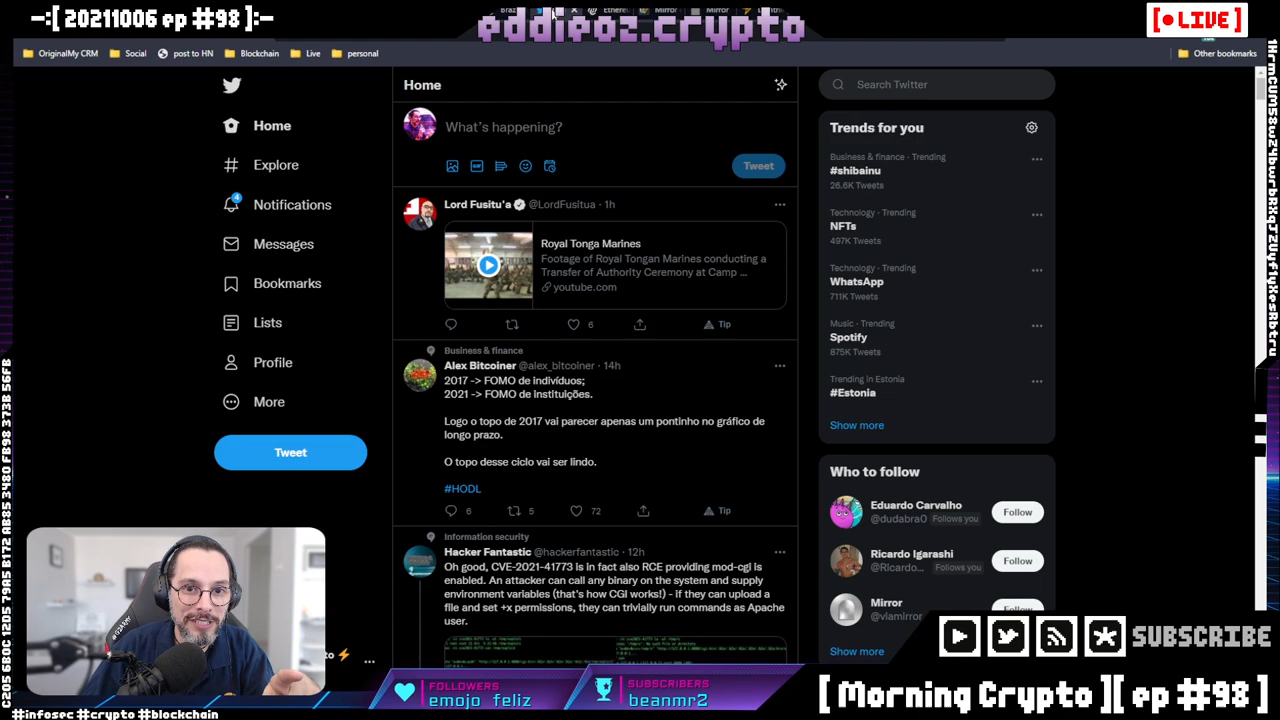 -:[ 20211006 ep #98 ]:-
eddieoz.crypto
[• LIVE]
OriginalMy CRM
Social
post to HN
Blockchain
Live
personal
Other bookmarks
Home
Explore
Notifications
4
Messages
Bookmarks
Lists
Profile
More
Tweet
Home
What's happening?
Tweet
Lord Fusitu'a @LordFusitua · 1h
Royal Tonga Marines
Footage of Royal Tongan Marines conducting a
Transfer of Authority Ceremony at Camp ...
youtube.com
6
Tip
Business & finance
Alex Bitcoiner @alex_bitcoiner · 14h
2017 -> FOMO de indivíduos;
2021 -> FOMO de instituições.
Logo o topo de 2017 vai parecer apenas um pontinho no gráfico de
longo prazo.
O topo desse ciclo vai ser lindo.
#HODL
6
5
72
Tip
Information security
Hacker Fantastic @hackerfantastic · 12h
Oh good, CVE-2021-41773 is in fact also RCE providing mod-cgi is
enabled. An attacker can call any binary on the system and supply
environment variables (that's how CGI works!) - if they can upload a
file and set +x permissions, they can trivially run commands as Apache
user.
Search Twitter
Trends for you
Business & finance · Trending
#shibainu
26.6K Tweets
Technology · Trending
NFTs
497K Tweets
Technology · Trending
WhatsApp
711K Tweets
Music · Trending
Spotify
875K Tweets
Trending in Estonia
#Estonia
Show more
Who to follow
Eduardo Carvalho
@dudabra0 Follows you
Follow
Ricardo Igarashi
@Ricardo... Follows you
Follow
Mirror
@vlamirror
Follow
Show more
SUBSCRIBE
FOLLOWERS
emojo_feliz
SUBSCRIBERS
beanmr2
[ Morning Crypto ][ ep #98 ]
#infosec #crypto #blockchain